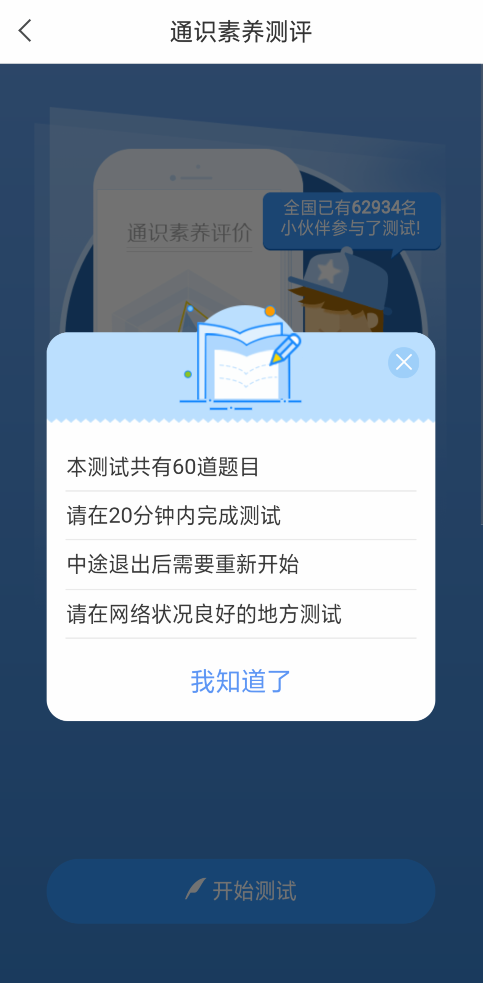 通识素养测评
通识素养评价
全国已有62934名
小伙伴参与了测试!
本测试共有60道题目
请在20分钟内完成测试
中途退出后需要重新开始
请在网络状况良好的地方测试
我知道了
开始测试